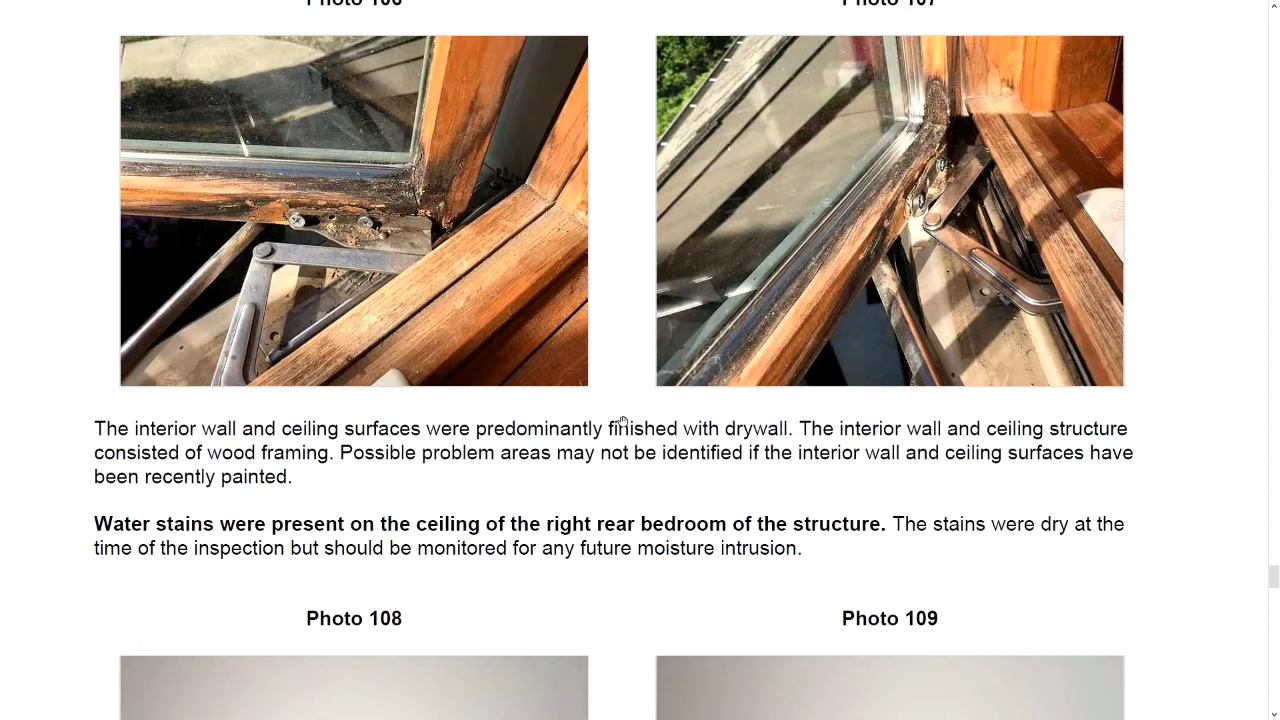 Photo 106
Photo 107
The interior wall and ceiling surfaces were predominantly finished with drywall. The interior wall and ceiling structure
consisted of wood framing. Possible problem areas may not be identified if the interior wall and ceiling surfaces have
been recently painted.
Water stains were present on the ceiling of the right rear bedroom of the structure. The stains were dry at the
time of the inspection but should be monitored for any future moisture intrusion.
Photo 108
Photo 109